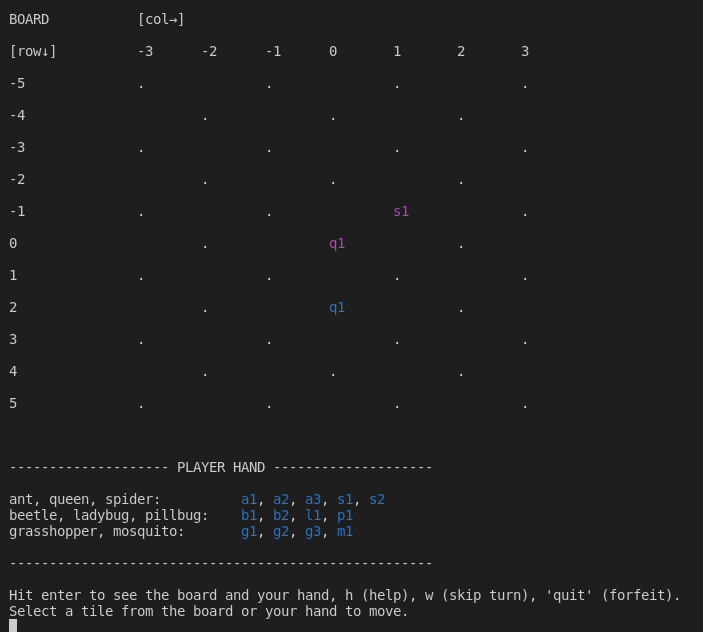 BOARD           [col→]
[row↓]          -3      -2      -1      0       1       2       3
-5              .               .               .               .
-4                      .               .               .
-3              .               .               .               .
-2                      .               .               .
-1              .               .               s1              .
0                       .               q1              .
1               .               .               .               .
2                       .               q1              .
3               .               .               .               .
4                       .               .               .
5               .               .               .               .
-------------------- PLAYER HAND --------------------
ant, queen, spider:          a1, a2, a3, s1, s2
beetle, ladybug, pillbug:    b1, b2, l1, p1
grasshopper, mosquito:       g1, g2, g3, m1
-----------------------------------------------------
Hit enter to see the board and your hand, h (help), w (skip turn), 'quit' (forfeit).
Select a tile from the board or your hand to move.